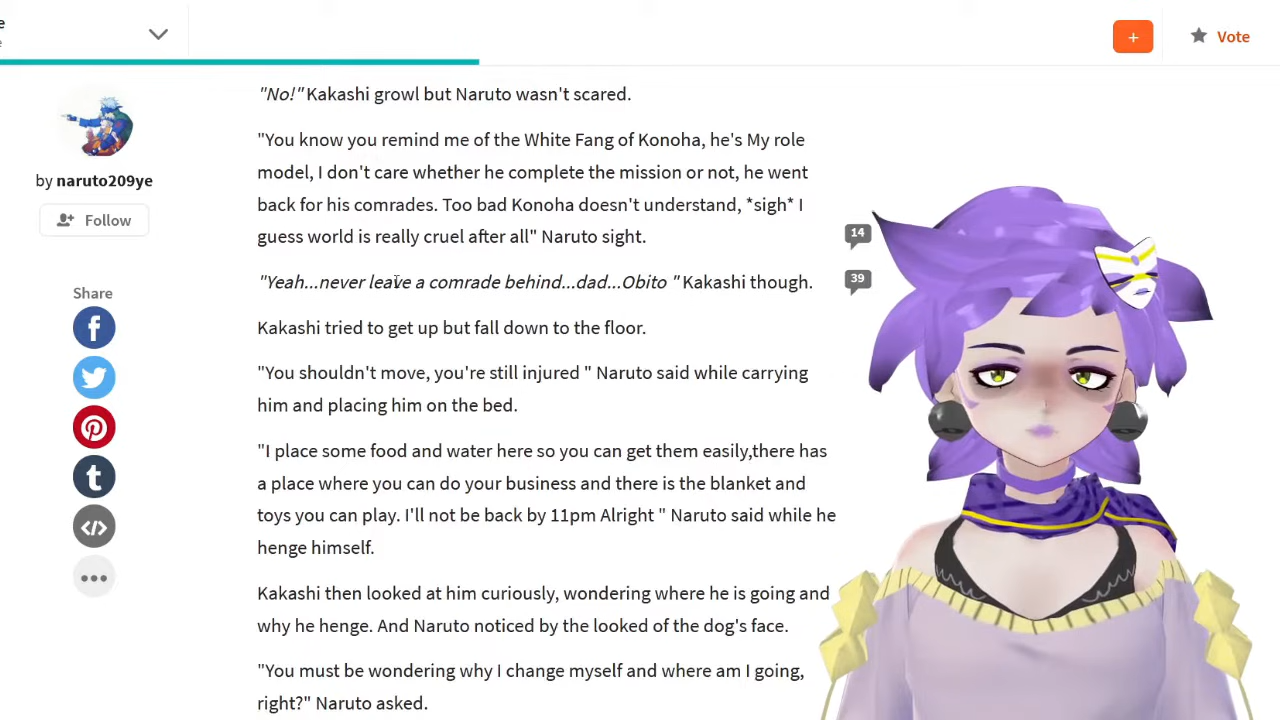 e
e
+
Vote
by naruto209ye
Follow
Share
"No!" Kakashi growl but Naruto wasn't scared.
"You know you remind me of the White Fang of Konoha, he's My role
model, I don't care whether he complete the mission or not, he went
back for his comrades. Too bad Konoha doesn't understand, *sigh* I
guess world is really cruel after all" Naruto sight.
14
"Yeah...never leave a comrade behind...dad...Obito " Kakashi though.
39
Kakashi tried to get up but fall down to the floor.
"You shouldn't move, you're still injured " Naruto said while carrying
him and placing him on the bed.
"I place some food and water here so you can get them easily,there has
a place where you can do your business and there is the blanket and
toys you can play. I'll not be back by 11pm Alright " Naruto said while he
henge himself.
Kakashi then looked at him curiously, wondering where he is going and
why he henge. And Naruto noticed by the looked of the dog's face.
"You must be wondering why I change myself and where am I going,
right?" Naruto asked.